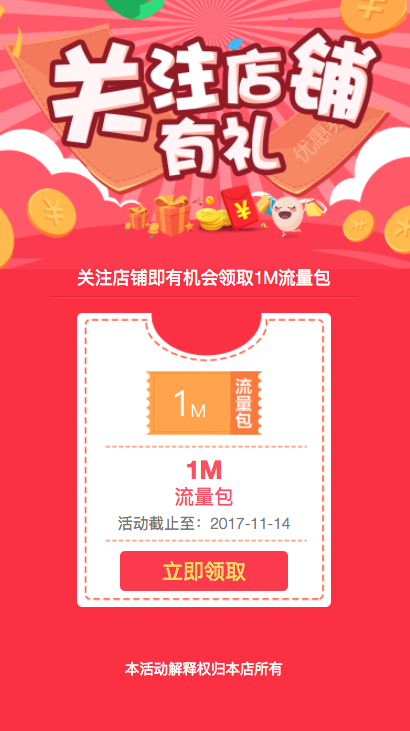 关注店铺
有礼
优惠券
关注店铺即有机会领取1M流量包
1M
流量包
1M
流量包
活动截止至：2017-11-14
立即领取
本活动解释权归本店所有